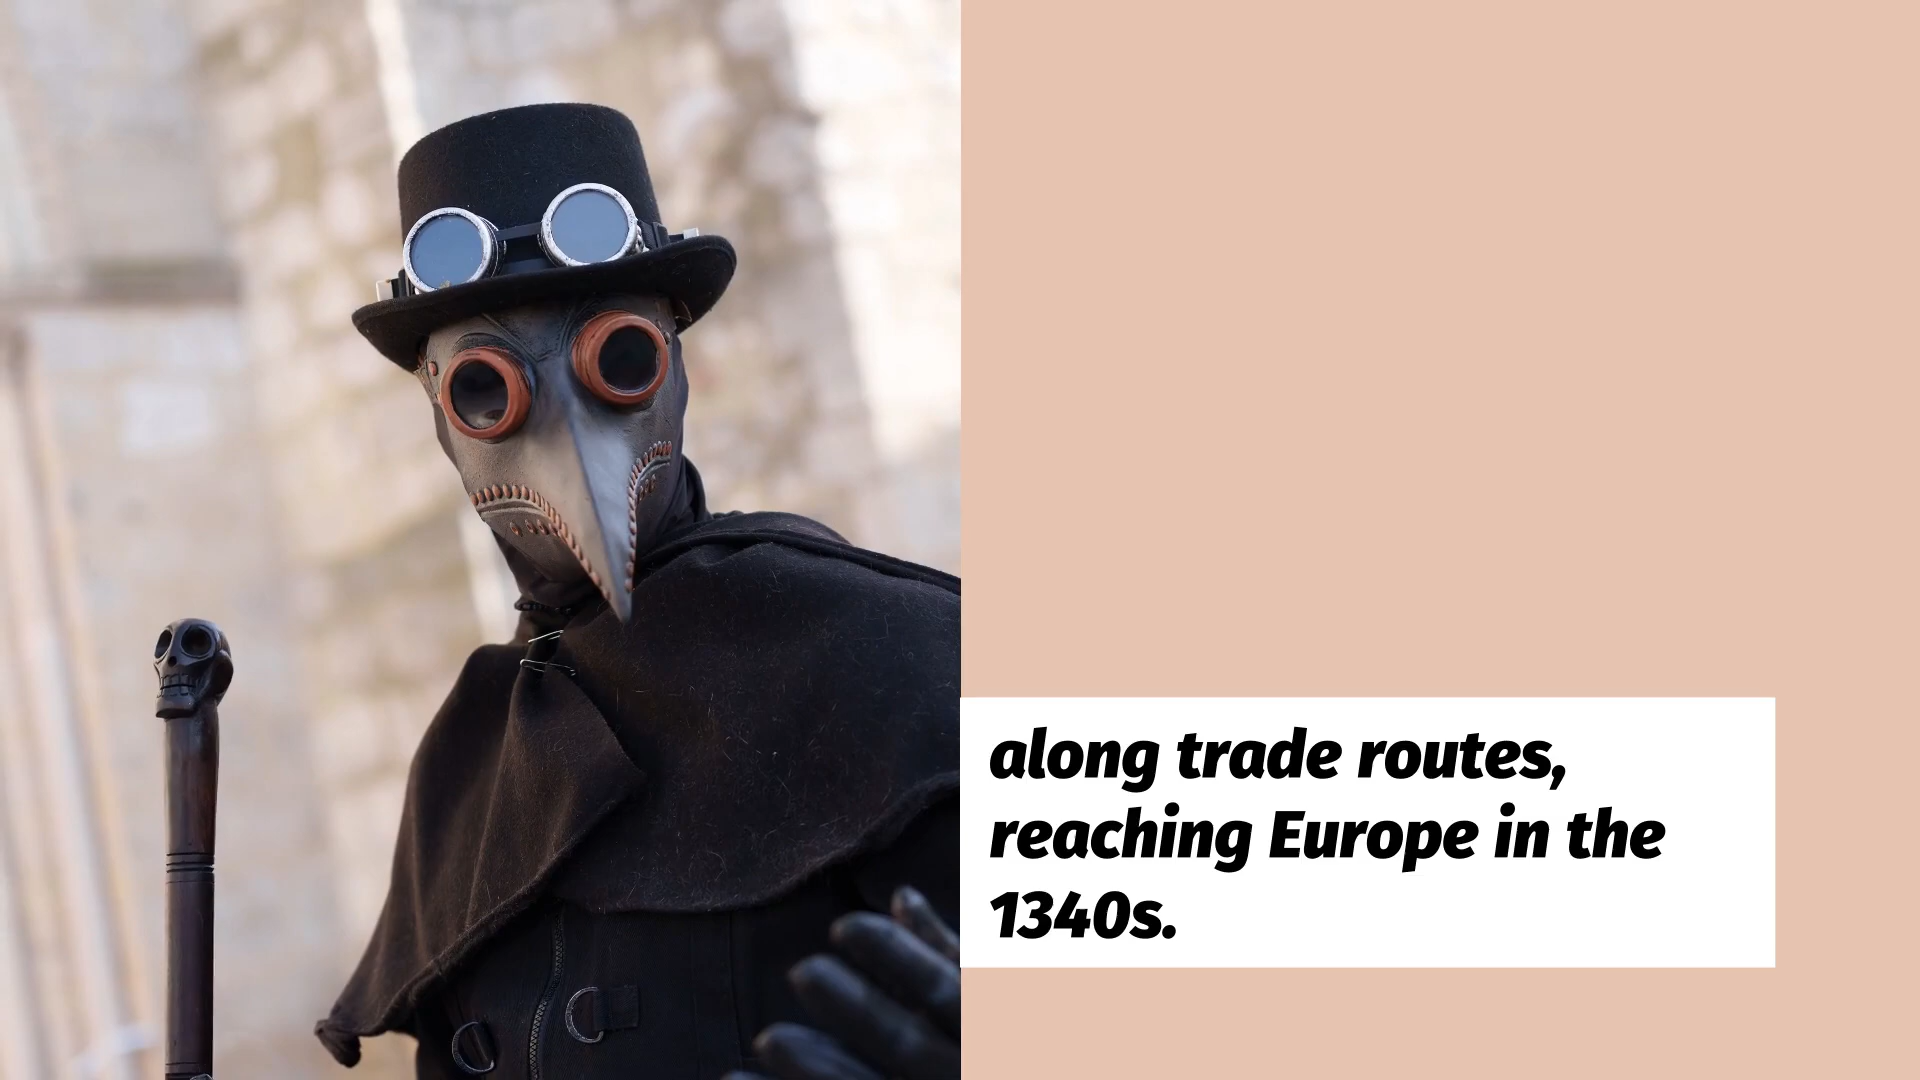 along trade routes,
reaching Europe in the
1340s.